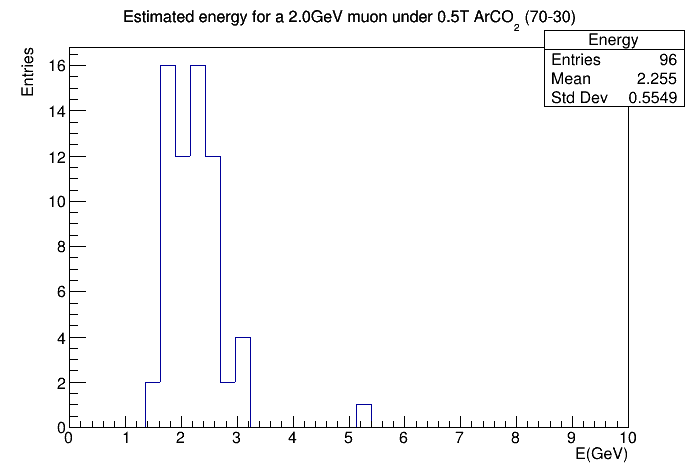 Estimated energy for a 2.0GeV muon under 0.5T ArCO2 (70-30)
Energy
Entries 96
Mean 2.255
Std Dev 0.5549
Entries
16
14
12
10
8
6
4
2
0
0 1 2 3 4 5 6 7 8 9 10
E(GeV)